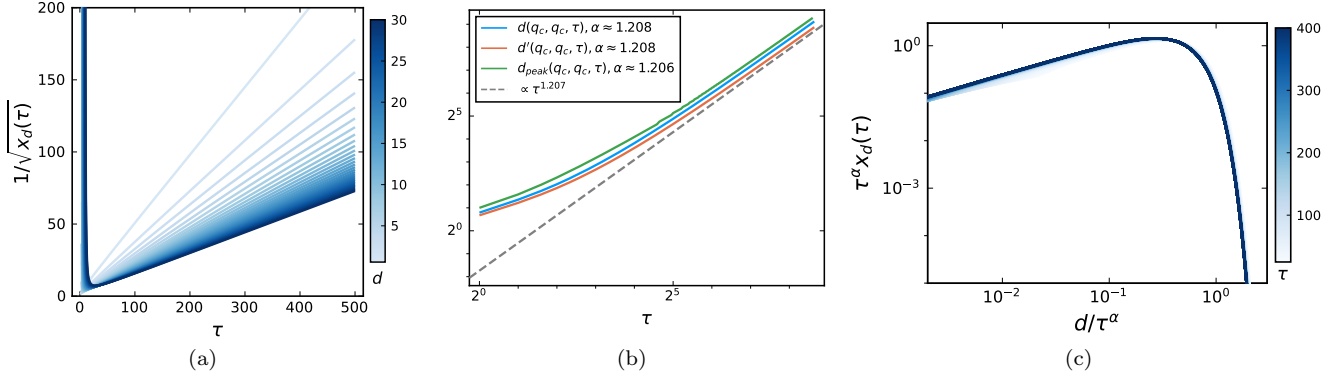 200
150
100
50
0
1/√x_d(τ)
0 100 200 300 400 500
τ
30
25
20
15
10
5
d
(a)
d(q_c, q_c, τ), α ≈ 1.208
d'(q_c, q_c, τ), α ≈ 1.208
d_peak(q_c, q_c, τ), α ≈ 1.206
∝ τ^1.207
2^5
2^0
2^0 2^5
τ
(b)
10^0
10^−3
τ^α x_d(τ)
10^−2 10^−1 10^0
d/τ^α
400
300
200
100
τ
(c)